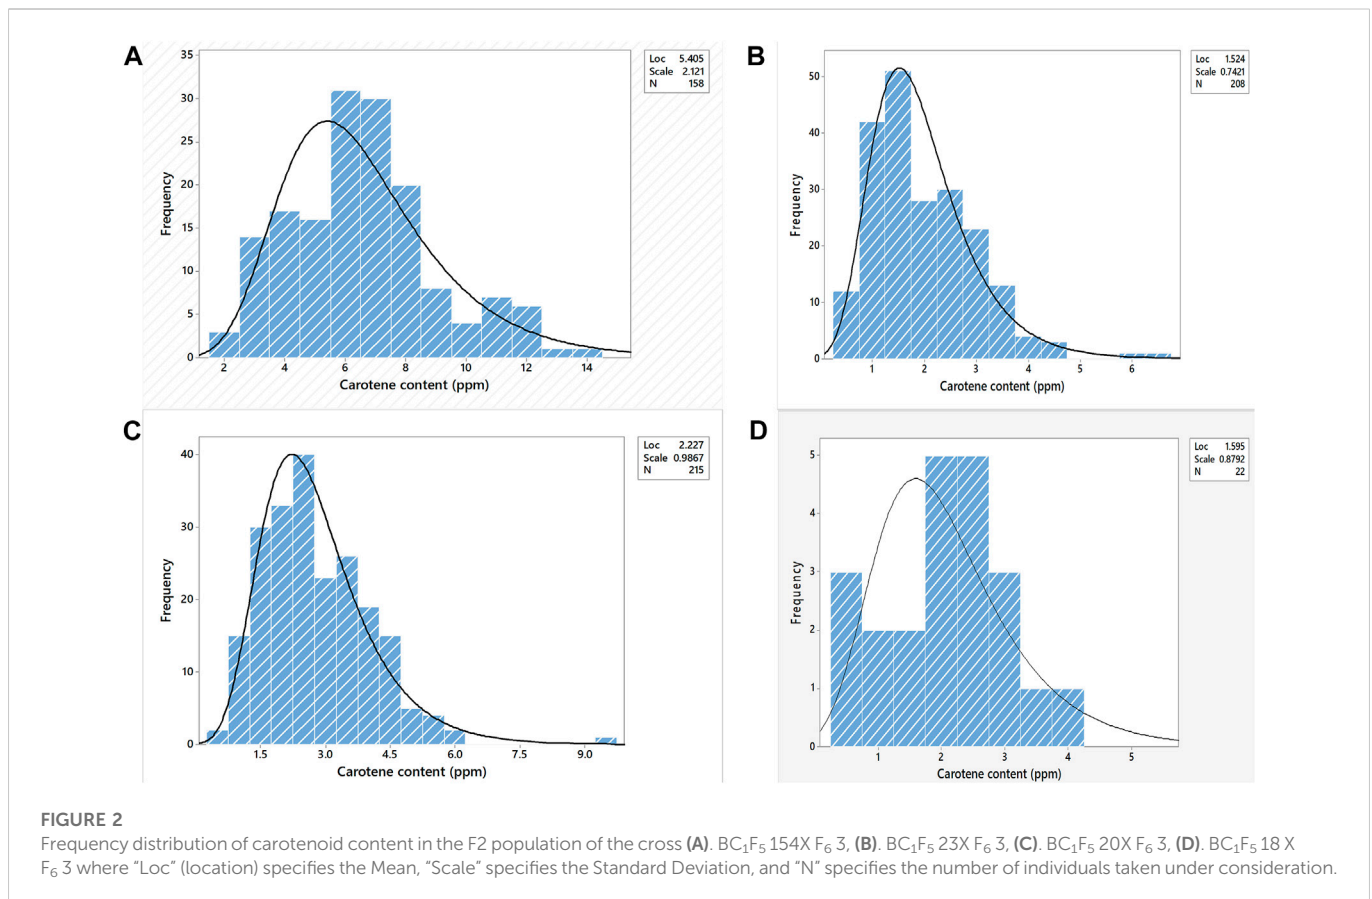 A
Loc 5.405
Scale 2.121
N 158
35
30
25
20
15
10
5
0
Frequency
2 4 6 8 10 12 14
Carotene content (ppm)
B
Loc 1.524
Scale 0.7421
N 208
50
40
30
20
10
0
Frequency
1 2 3 4 5 6
Carotene content (ppm)
C
Loc 2.227
Scale 0.9867
N 215
40
30
20
10
0
Frequency
1.5 3.0 4.5 6.0 7.5 9.0
Carotene content (ppm)
D
Loc 1.595
Scale 0.8792
N 22
5
4
3
2
1
0
Frequency
1 2 3 4 5
Carotene content (ppm)
FIGURE 2
Frequency distribution of carotenoid content in the F2 population of the cross (A). BC₁F₅ 154X F₆ 3, (B). BC₁F₅ 23X F₆ 3, (C). BC₁F₅ 20X F₆ 3, (D). BC₁F₅ 18 X
F₆ 3 where “Loc” (location) specifies the Mean, “Scale” specifies the Standard Deviation, and “N” specifies the number of individuals taken under consideration.